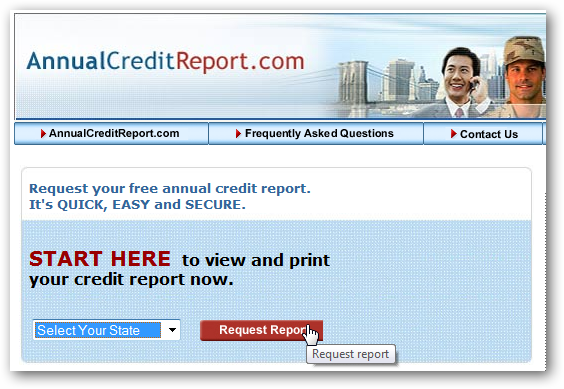 AnnualCreditReport.com
AnnualCreditReport.com Frequently Asked Questions Contact Us
Request your free annual credit report.
It's QUICK, EASY and SECURE.
START HERE to view and print
your credit report now.
Select Your State Request Report
Request report